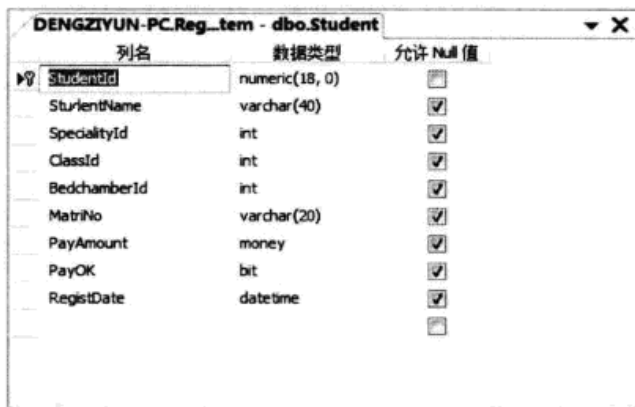 DENGZIYUN-PC.Reg...tem - dbo.Student
列名 数据类型 允许 Null 值
StudentId numeric(18, 0)
StudentName varchar(40)
SpecialityId int
ClassId int
BedchamberId int
MatriNo varchar(20)
PayAmount money
PayOK bit
RegistDate datetime